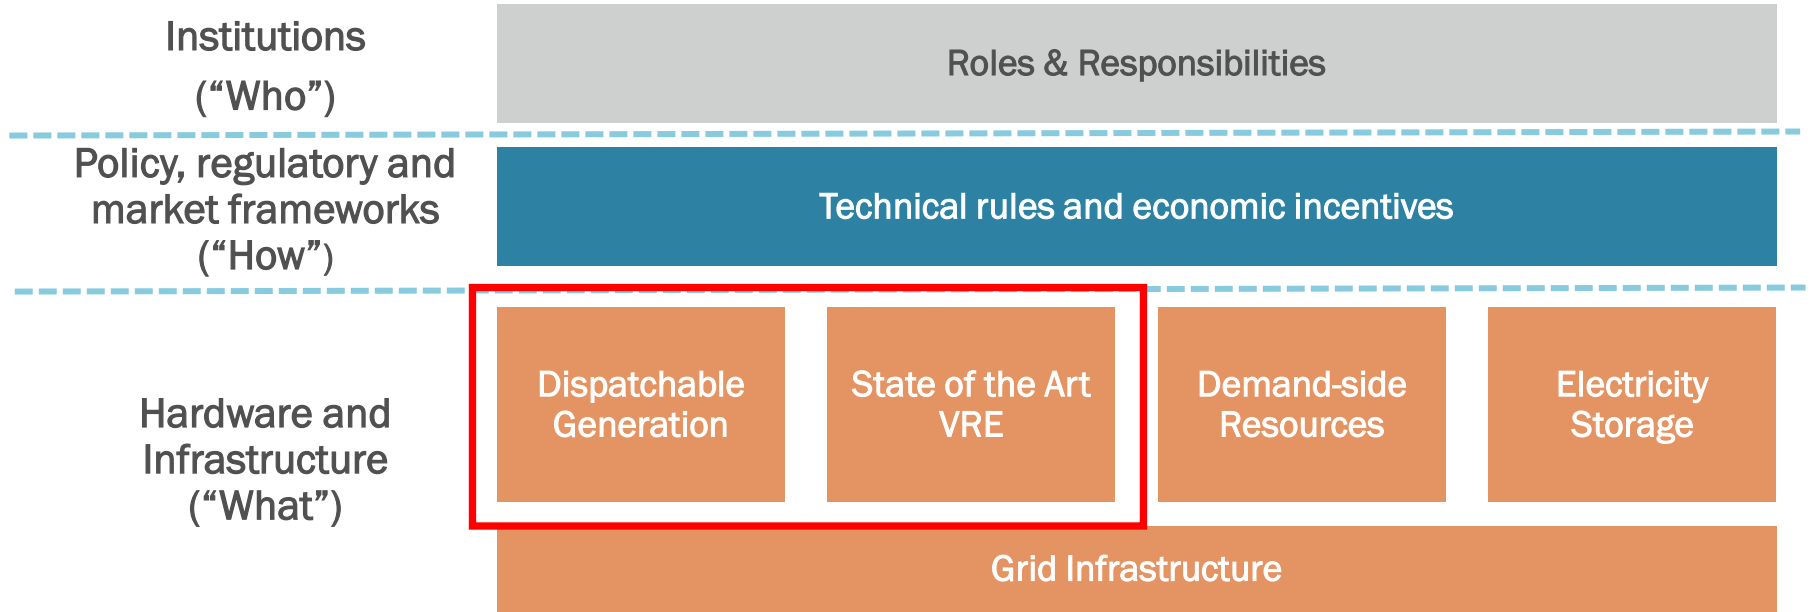 Institutions
(“Who”)
Roles & Responsibilities
Policy, regulatory and
market frameworks
(“How”)
Technical rules and economic incentives
Hardware and
Infrastructure
(“What”)
Dispatchable
Generation
State of the Art
VRE
Demand-side
Resources
Electricity
Storage
Grid Infrastructure